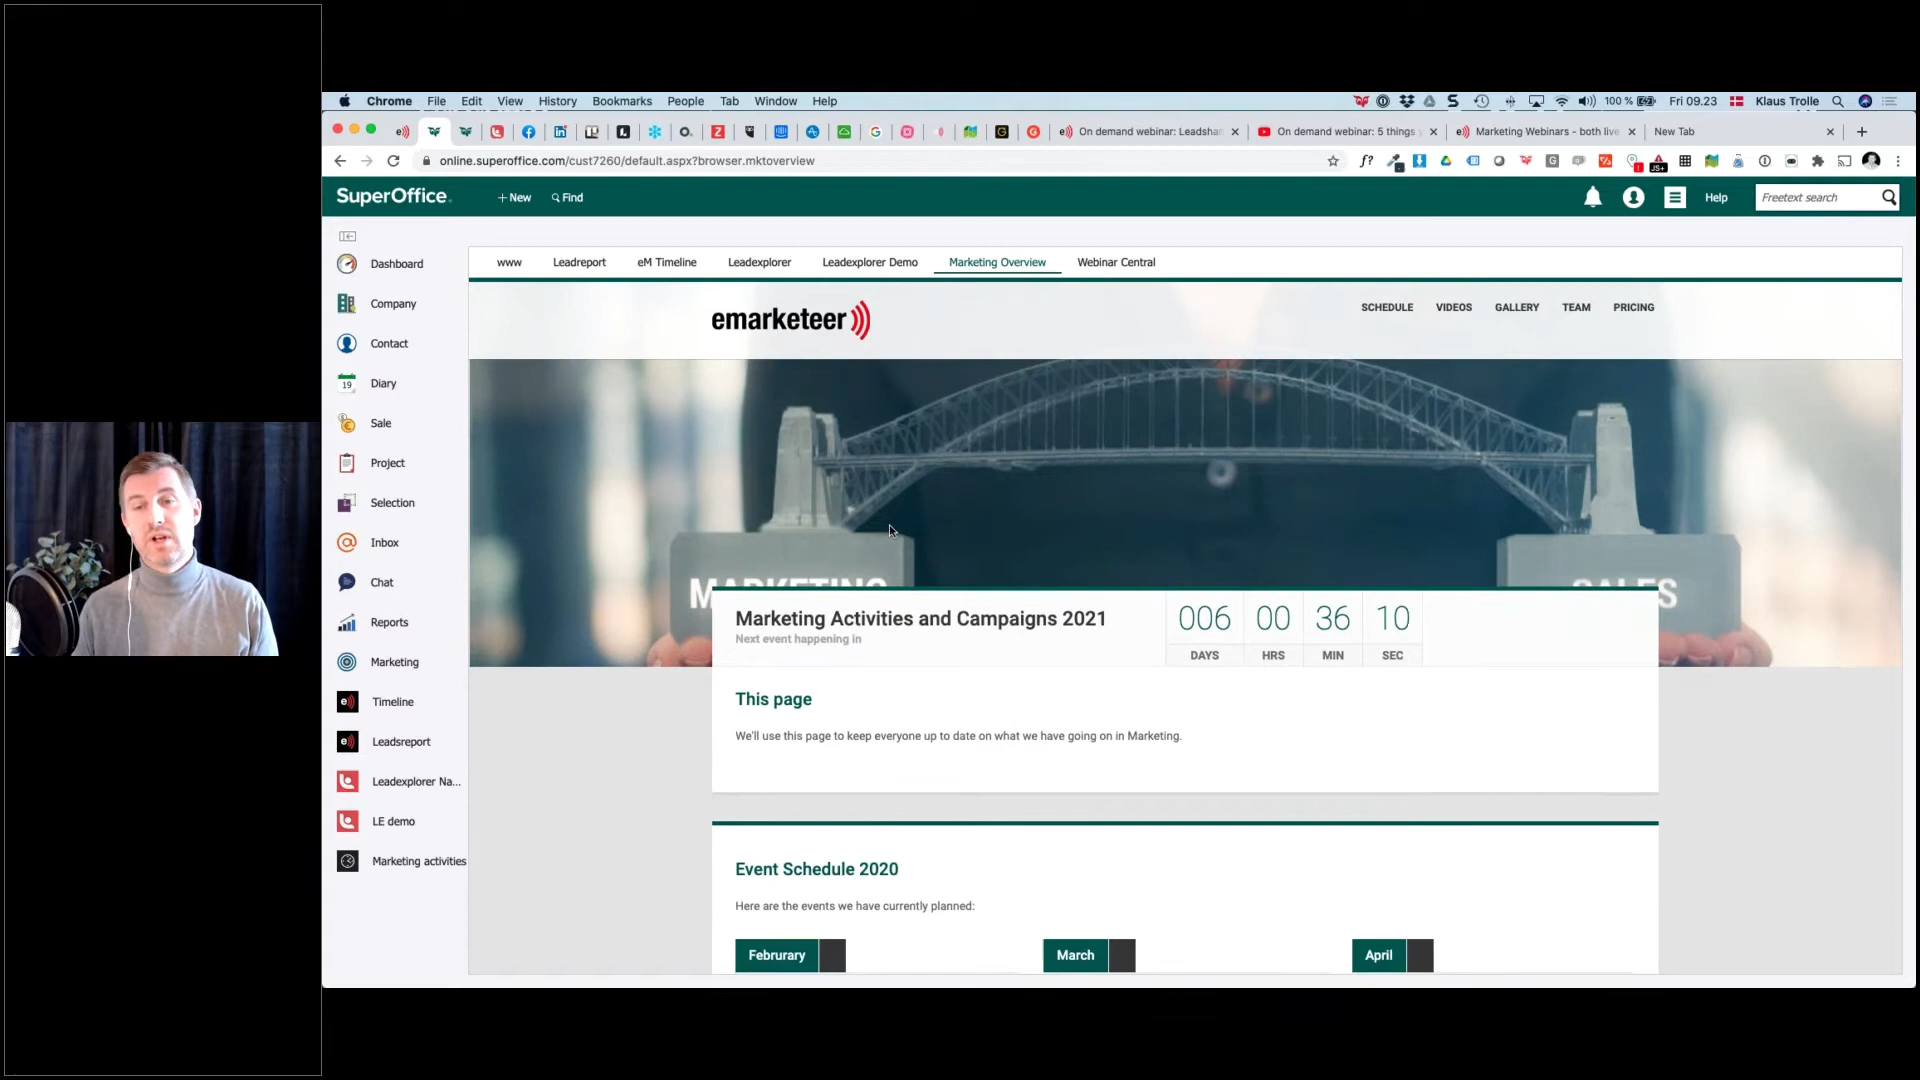 Chrome File Edit View History Bookmarks People Tab Window Help
100 % Fri 09.23 Klaus Trolle
On demand webinar: Leadshar
On demand webinar: 5 things
Marketing Webinars - both live
New Tab
online.superoffice.com/cust7260/default.aspx?browser.mktoverview
SuperOffice
+ New
Find
Help
Freetext search
Dashboard
Company
Contact
19
Diary
Sale
Project
Selection
Inbox
Chat
Reports
Marketing
Timeline
Leadsreport
Leadexplorer Na...
LE demo
Marketing activities
www Leadreport eM Timeline Leadexplorer Leadexplorer Demo Marketing Overview Webinar Central
emarketeer
SCHEDULE VIDEOS GALLERY TEAM PRICING
MARKETING
SALES
Marketing Activities and Campaigns 2021
Next event happening in
006 00 36 10
DAYS HRS MIN SEC
This page
We'll use this page to keep everyone up to date on what we have going on in Marketing.
Event Schedule 2020
Here are the events we have currently planned:
Februrary
March
April